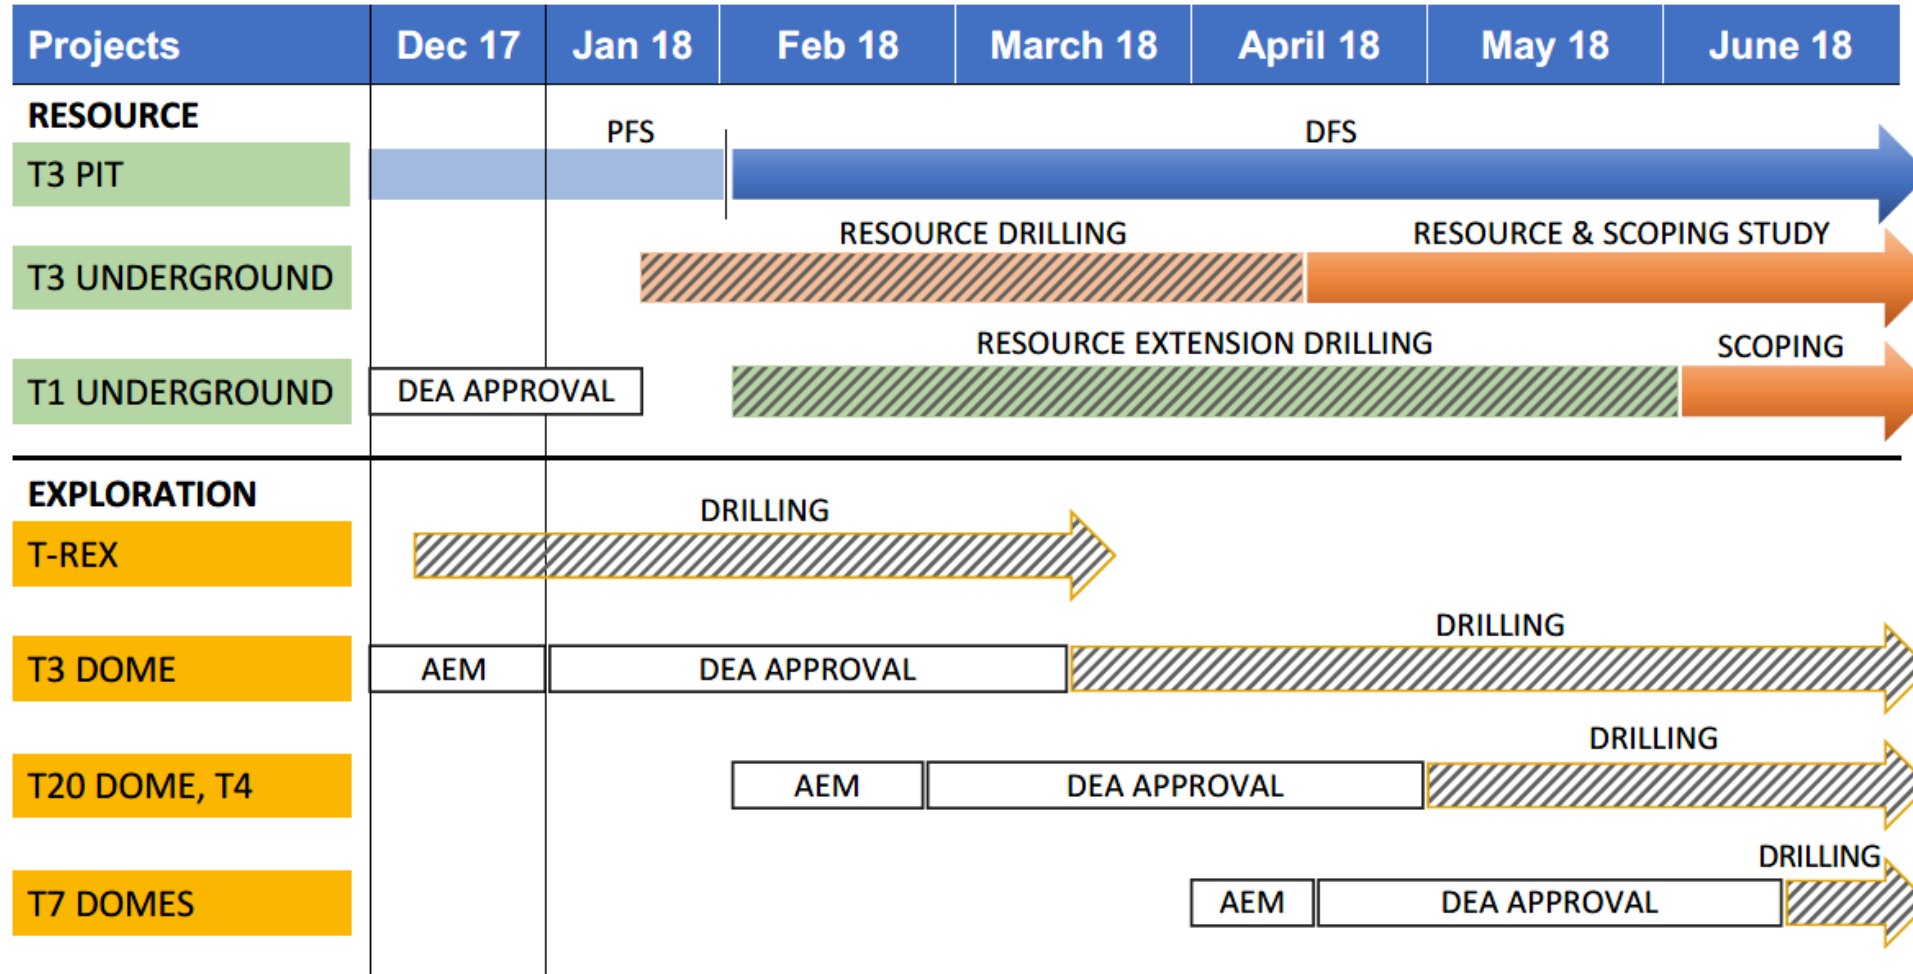 Projects Dec 17 Jan 18 Feb 18 March 18 April 18 May 18 June 18
RESOURCE
PFS DFS
T3 PIT
RESOURCE DRILLING RESOURCE & SCOPING STUDY
T3 UNDERGROUND
RESOURCE EXTENSION DRILLING SCOPING
T1 UNDERGROUND DEA APPROVAL
EXPLORATION
DRILLING
T-REX
DRILLING
T3 DOME AEM DEA APPROVAL
DRILLING
T20 DOME, T4 AEM DEA APPROVAL
DRILLING
T7 DOMES AEM DEA APPROVAL